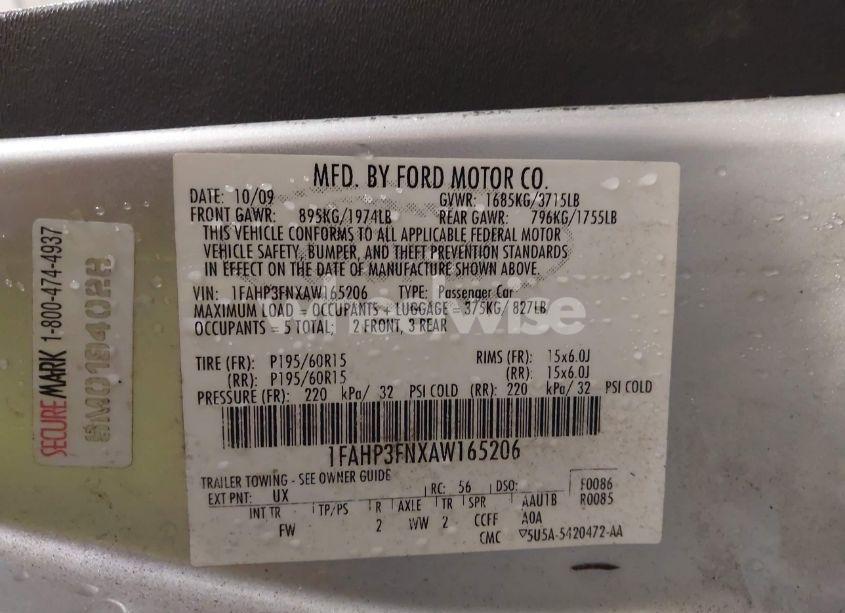 MFD. BY FORD MOTOR CO.
DATE: 10/09 GVWR: 1685KG/3715LB
FRONT GAWR: 895KG/1974LB REAR GAWR: 796KG/1755LB
THIS VEHICLE CONFORMS TO ALL APPLICABLE FEDERAL MOTOR
VEHICLE SAFETY, BUMPER, AND THEFT PREVENTION STANDARDS
IN EFFECT ON THE DATE OF MANUFACTURE SHOWN ABOVE.
VIN: 1FAHP3FNXAW165206 TYPE: Passenger Car
MAXIMUM LOAD = OCCUPANTS + LUGGAGE = 375KG/ 827LB
OCCUPANTS = 5 TOTAL; 2 FRONT, 3 REAR
TIRE (FR): P195/60R15 RIMS (FR): 15x6.0J
(RR): P195/60R15 (RR): 15x6.0J
PRESSURE (FR): 220 kPa/ 32 PSI COLD (RR): 220 kPa/ 32 PSI COLD
1FAHP3FNXAW165206
TRAILER TOWING - SEE OWNER GUIDE
EXT PNT: UX RC: 56 DSO: F0086
R0085
INT TR TP/PS R AXLE TR SPR AAU1B
FW 2 WW 2 CCFF A0A
CMC ▽5U5A-5420472-AA
SECUREMARK 1-800-474-4937